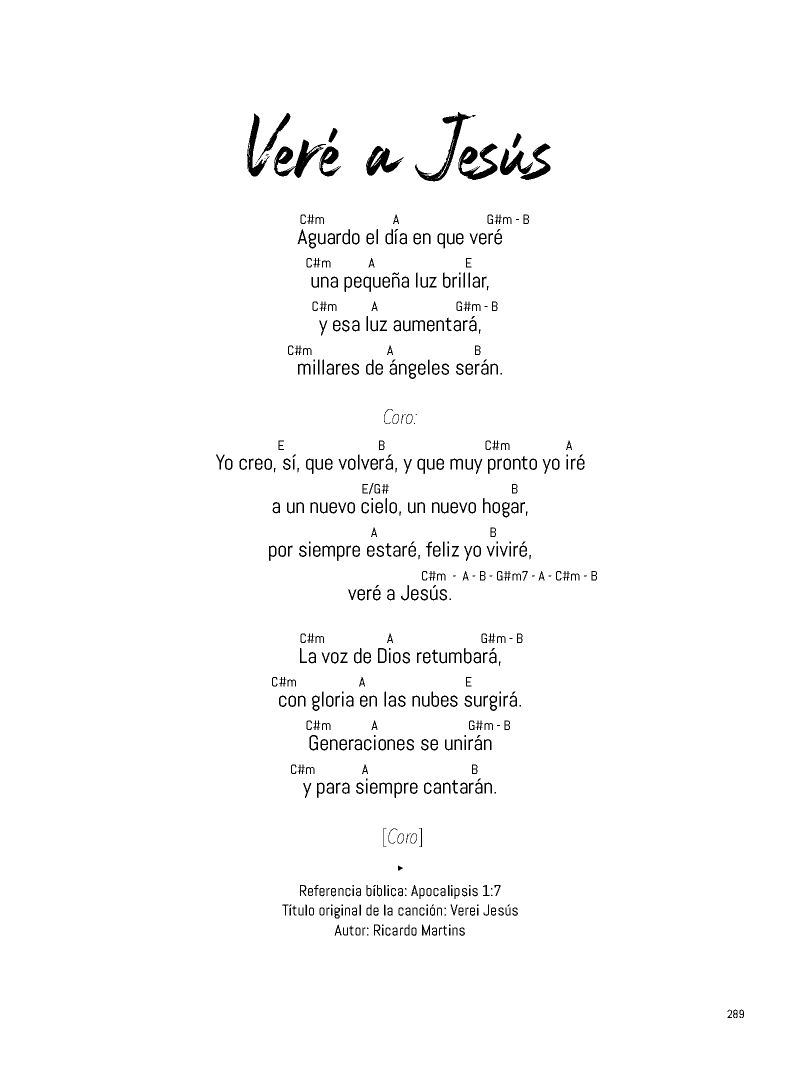 Veré a Jesús
C#m A G#m - B
Aguardo el día en que veré
C#m A E
una pequeña luz brillar,
C#m A G#m - B
y esa luz aumentará,
C#m A B
millares de ángeles serán.
Coro:
E B C#m A
Yo creo, sí, que volverá, y que muy pronto yo iré
E/G# B
a un nuevo cielo, un nuevo hogar,
A B
por siempre estaré, feliz yo viviré,
C#m - A - B - G#m7 - A - C#m - B
veré a Jesús.
C#m A G#m - B
La voz de Dios retumbará,
C#m A E
con gloria en las nubes surgirá.
C#m A G#m - B
Generaciones se unirán
C#m A B
y para siempre cantarán.
[Coro]
Referencia bíblica: Apocalipsis 1:7
Título original de la canción: Verei Jesús
Autor: Ricardo Martins
289